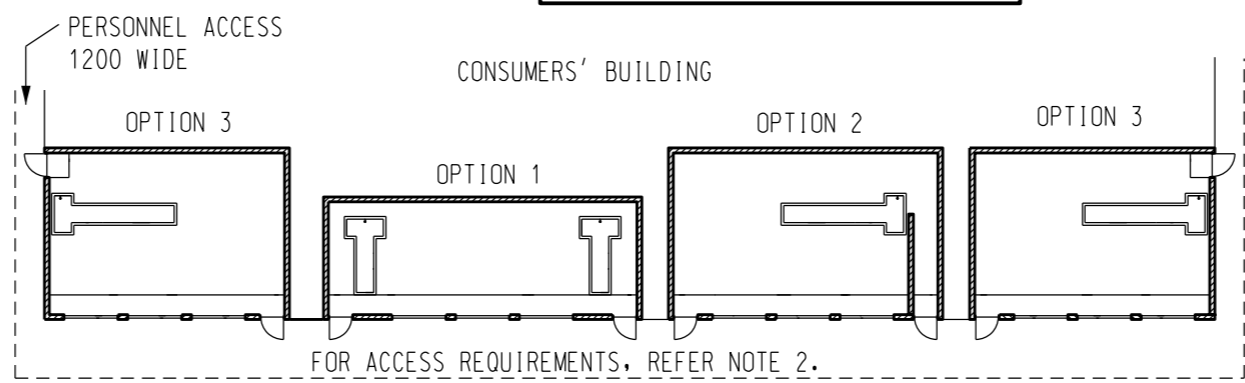 PERSONNEL ACCESS
1200 WIDE
CONSUMERS' BUILDING
OPTION 3
OPTION 1
OPTION 2
OPTION 3
FOR ACCESS REQUIREMENTS, REFER NOTE 2.